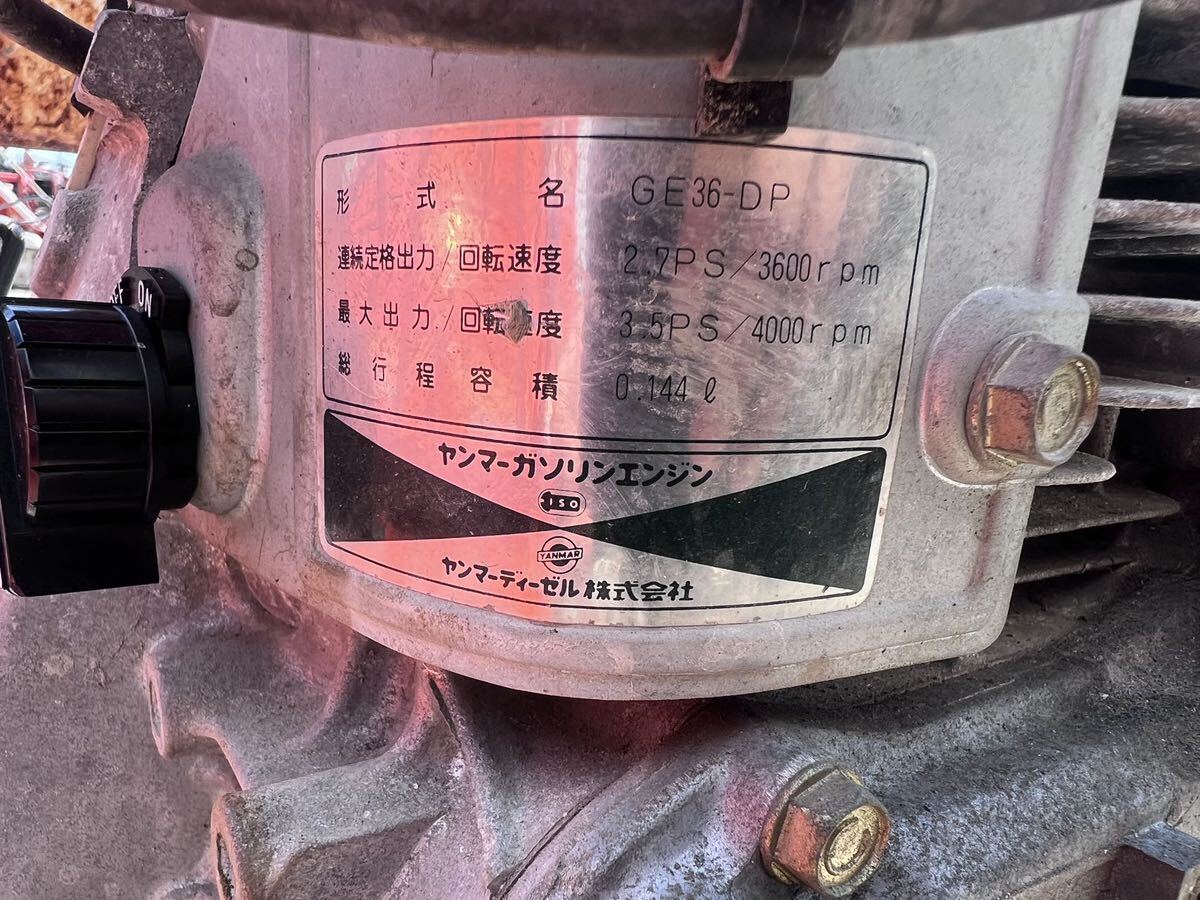 形式名 GE36-DP
連続定格出力/回転速度 2.7PS/3600rpm
最大出力/回転速度 3.5PS/4000rpm
総行程容積 0.144ℓ
ヤンマーガソリンエンジン
ISO
YANMAR
ヤンマーディーゼル株式会社
ON